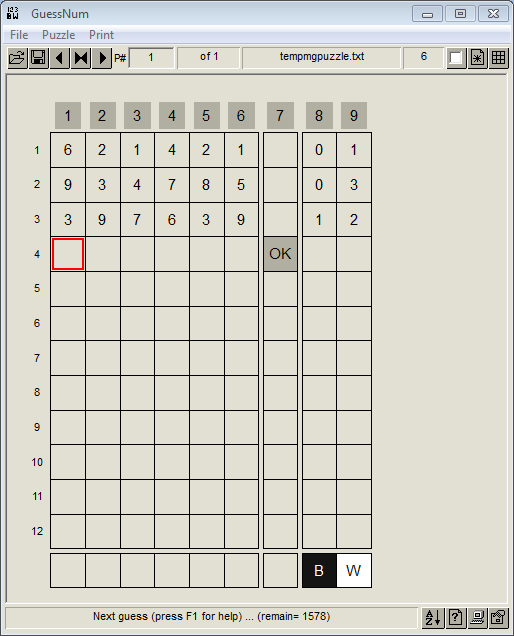 123
BW GuessNum
File Puzzle Print
P# 1 of 1 tempmgpuzzle.txt 6
1 2 3 4 5 6 7 8 9
1 6 2 1 4 2 1 0 1
2 9 3 4 7 8 5 0 3
3 3 9 7 6 3 9 1 2
4 OK
5
6
7
8
9
10
11
12
B W
Next guess (press F1 for help) ... (remain= 1578)
A Z ?